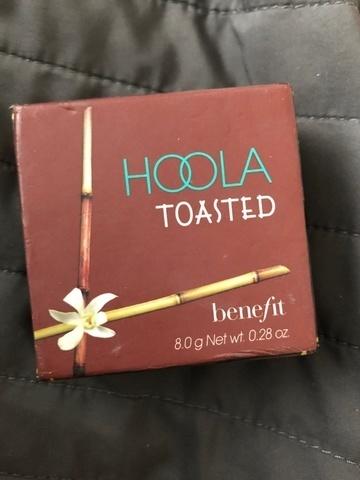 HOOLA
TOASTED
benefit
8.0 g Net wt. 0.28 oz.